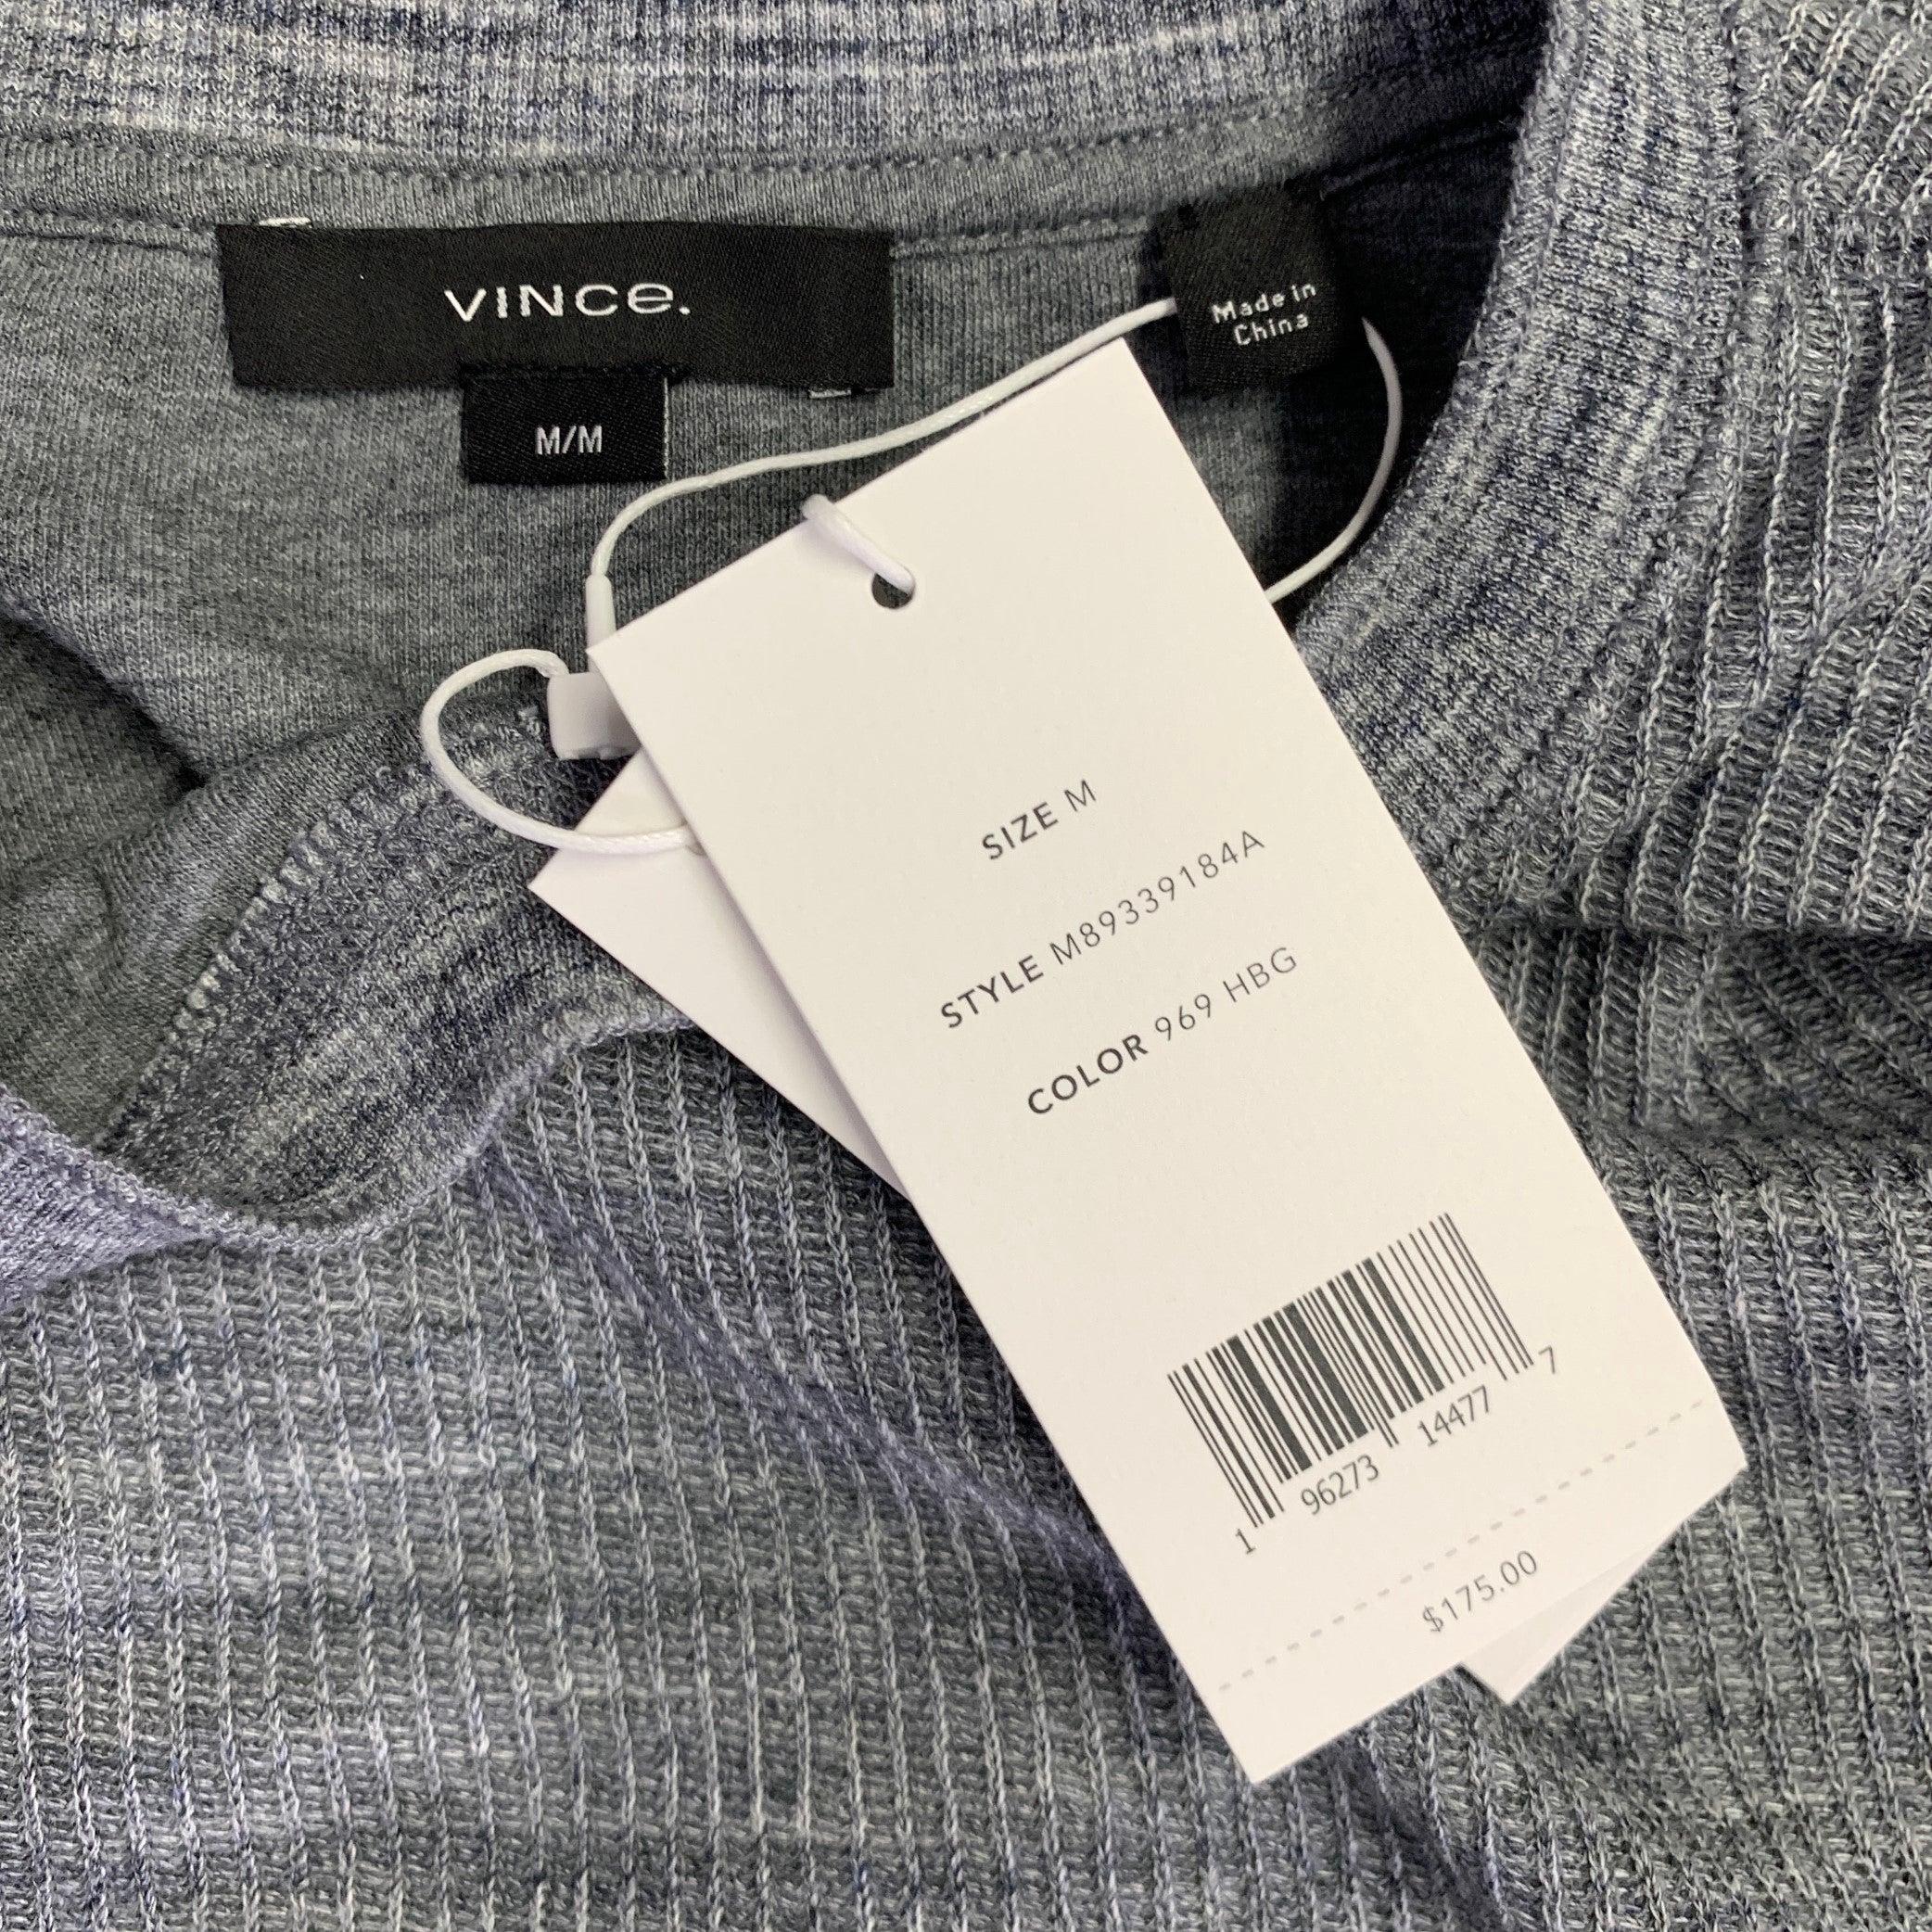 VINCE.
M/M
Made in
China
SIZE M
STYLE M89339184A
COLOR 969 HBG
1 96273 14477 7
$175.00